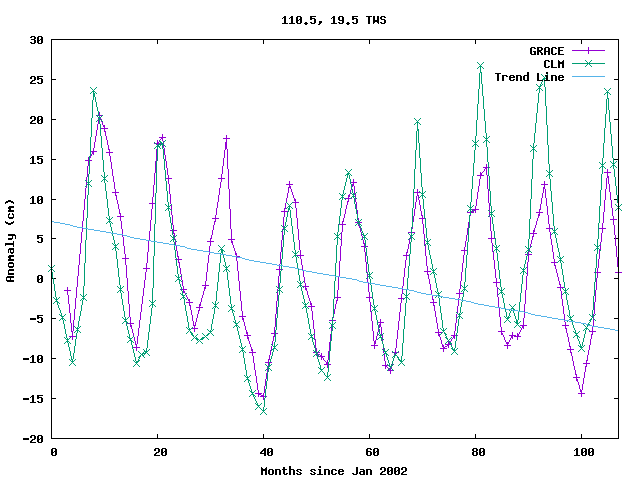 110.5, 19.5 TWS
GRACE
CLM
Trend Line
30
25
20
15
10
5
0
-5
-10
-15
-20
Anomaly (cm)
0 20 40 60 80 100
Months since Jan 2002